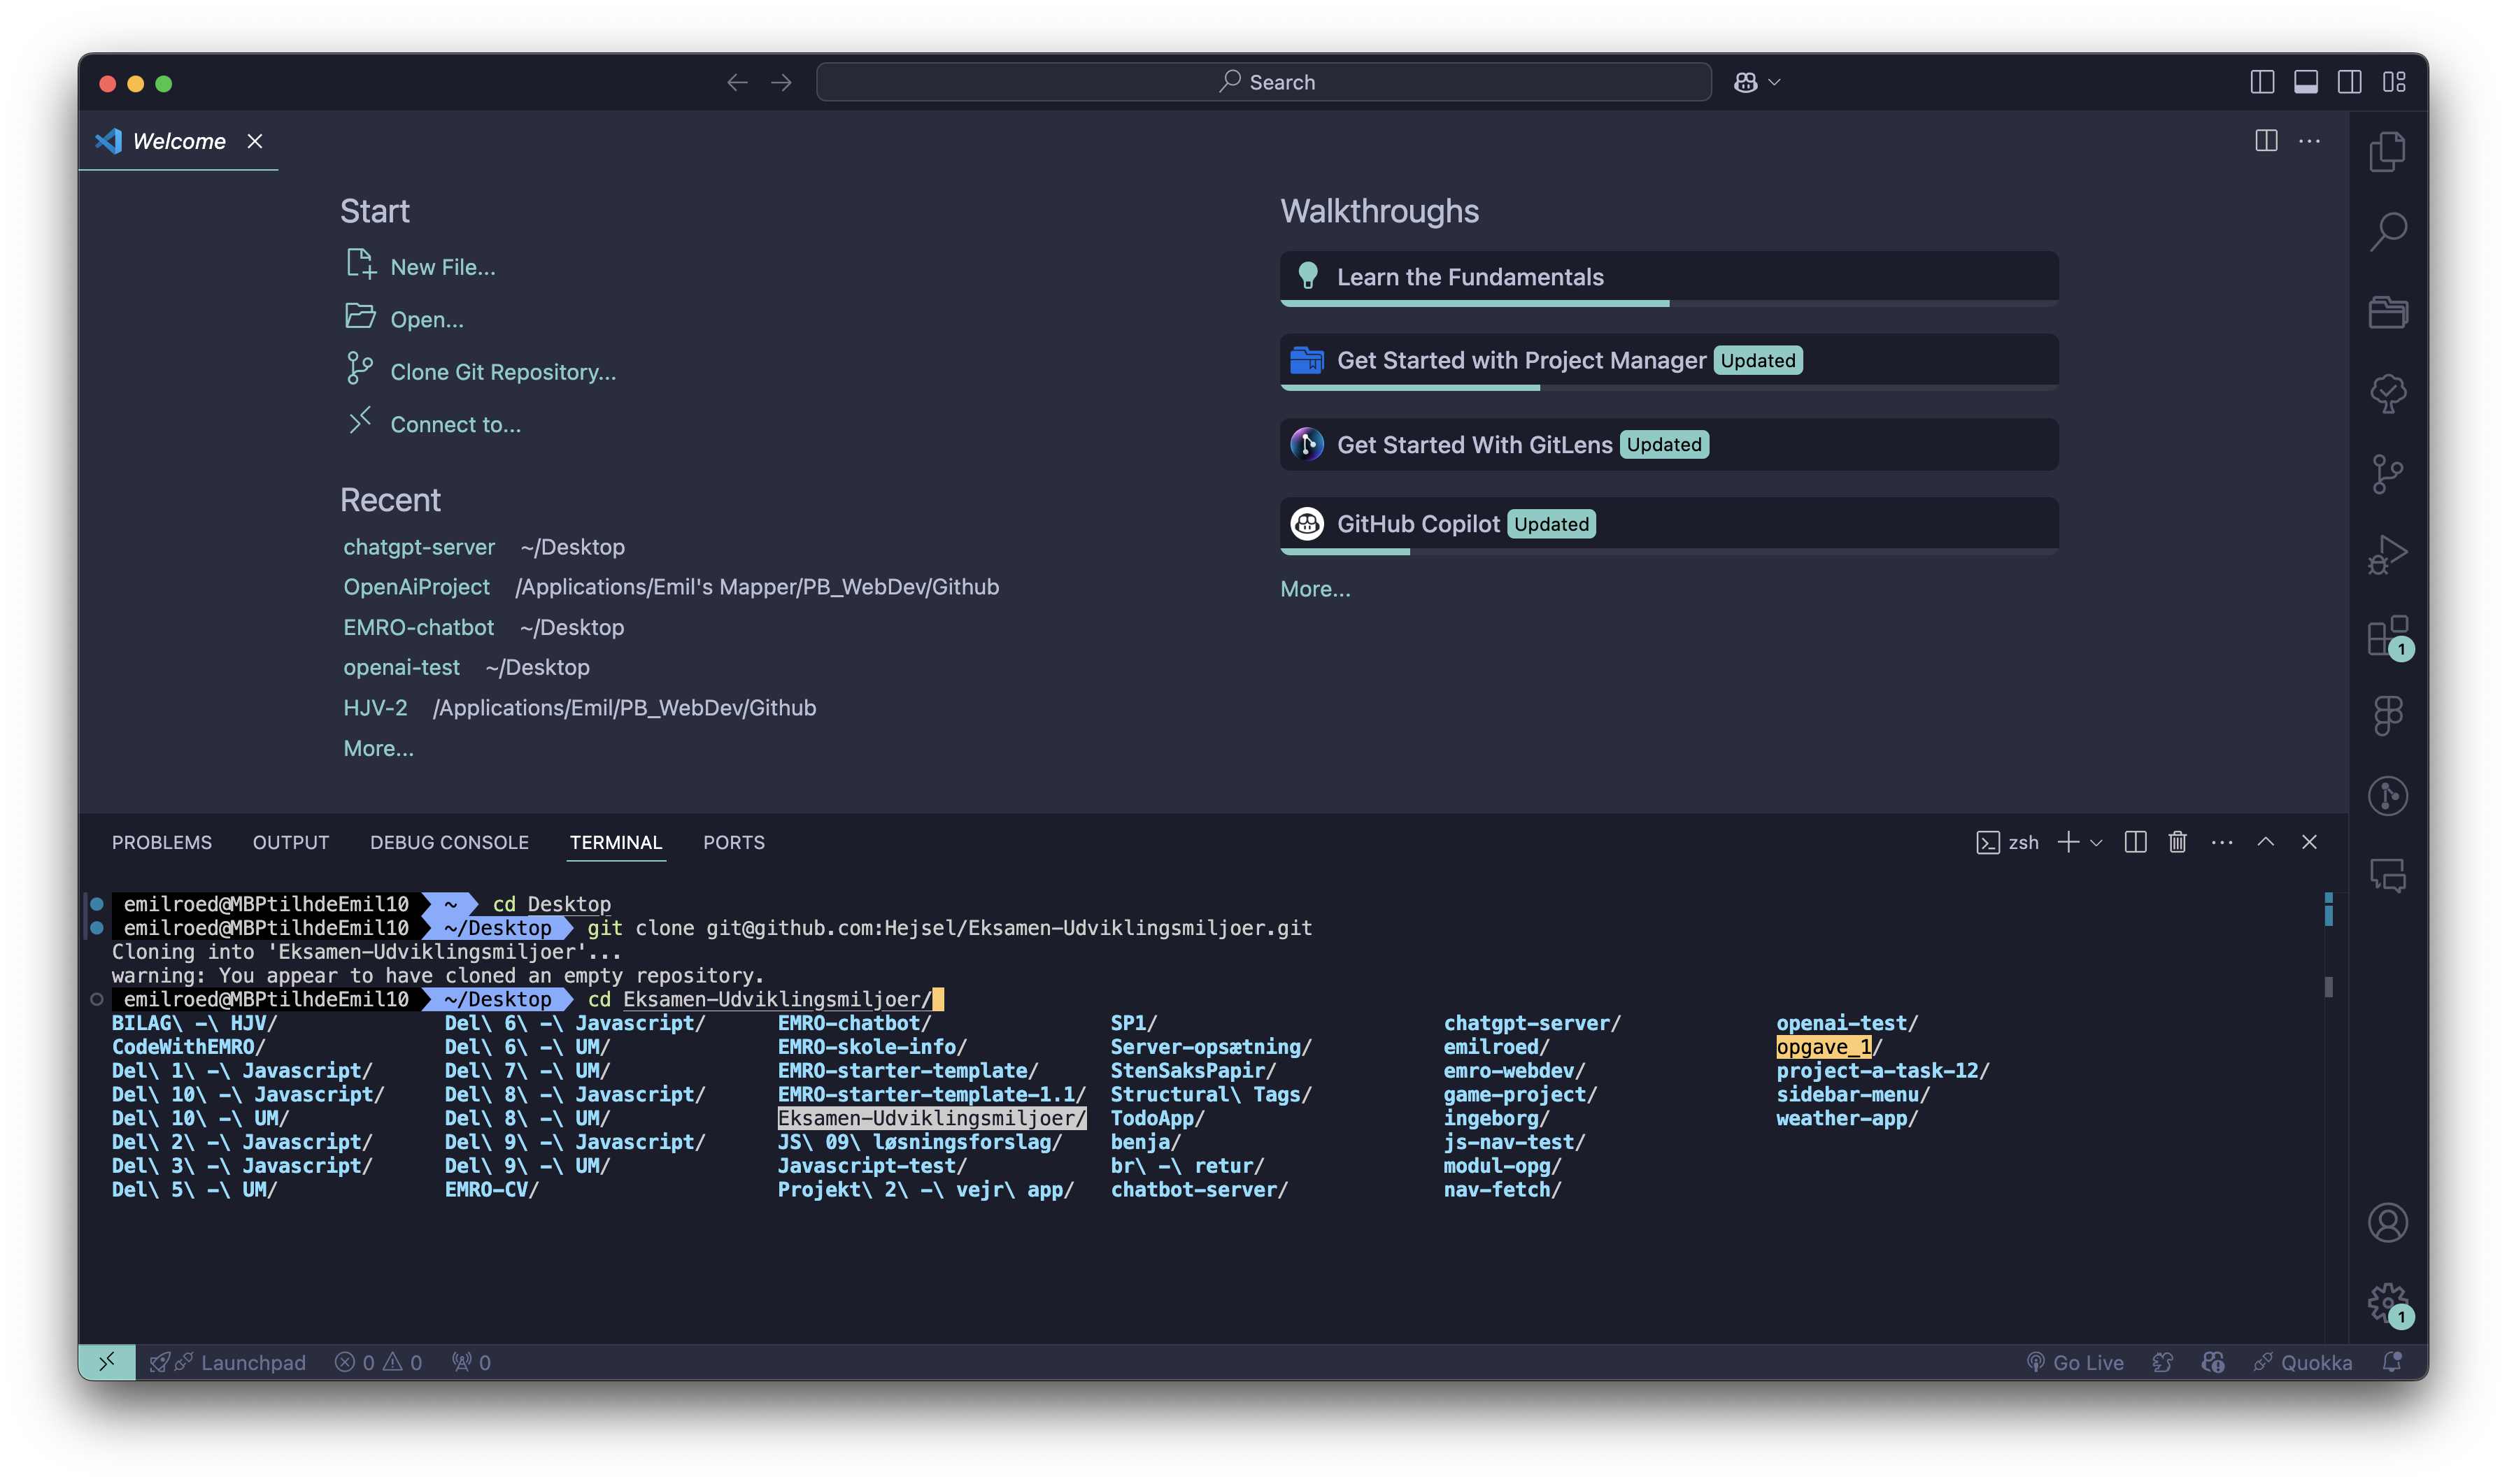 Search
Welcome
Start
New File...
Open...
Clone Git Repository...
Connect to...
Recent
chatgpt-server ~/Desktop
OpenAiProject /Applications/Emil's Mapper/PB_WebDev/Github
EMRO-chatbot ~/Desktop
openai-test ~/Desktop
HJV-2 /Applications/Emil/PB_WebDev/Github
More...
Walkthroughs
Learn the Fundamentals
Get Started with Project Manager Updated
Get Started With GitLens Updated
GitHub Copilot Updated
More...
1
PROBLEMS OUTPUT DEBUG CONSOLE TERMINAL PORTS zsh
emilroed@MBPtilhdeEmil10 ~ cd Desktop
emilroed@MBPtilhdeEmil10 ~/Desktop git clone git@github.com:Hejsel/Eksamen-Udviklingsmiljoer.git
Cloning into 'Eksamen-Udviklingsmiljoer'...
warning: You appear to have cloned an empty repository.
emilroed@MBPtilhdeEmil10 ~/Desktop cd Eksamen-Udviklingsmiljoer/
BILAG\ -\ HJV/ Del\ 6\ -\ Javascript/ EMRO-chatbot/ SP1/ chatgpt-server/ openai-test/
CodeWithEMRO/ Del\ 6\ -\ UM/ EMRO-skole-info/ Server-opsætning/ emilroed/ opgave_1/
Del\ 1\ -\ Javascript/ Del\ 7\ -\ UM/ EMRO-starter-template/ StenSaksPapir/ emro-webdev/ project-a-task-12/
Del\ 10\ -\ Javascript/ Del\ 8\ -\ Javascript/ EMRO-starter-template-1.1/ Structural\ Tags/ game-project/ sidebar-menu/
Del\ 10\ -\ UM/ Del\ 8\ -\ UM/ Eksamen-Udviklingsmiljoer/ TodoApp/ ingeborg/ weather-app/
Del\ 2\ -\ Javascript/ Del\ 9\ -\ Javascript/ JS\ 09\ løsningsforslag/ benja/ js-nav-test/
Del\ 3\ -\ Javascript/ Del\ 9\ -\ UM/ Javascript-test/ br\ -\ retur/ modul-opg/
Del\ 5\ -\ UM/ EMRO-CV/ Projekt\ 2\ -\ vejr\ app/ chatbot-server/ nav-fetch/
1
Launchpad 0 0 0 Go Live Quokka